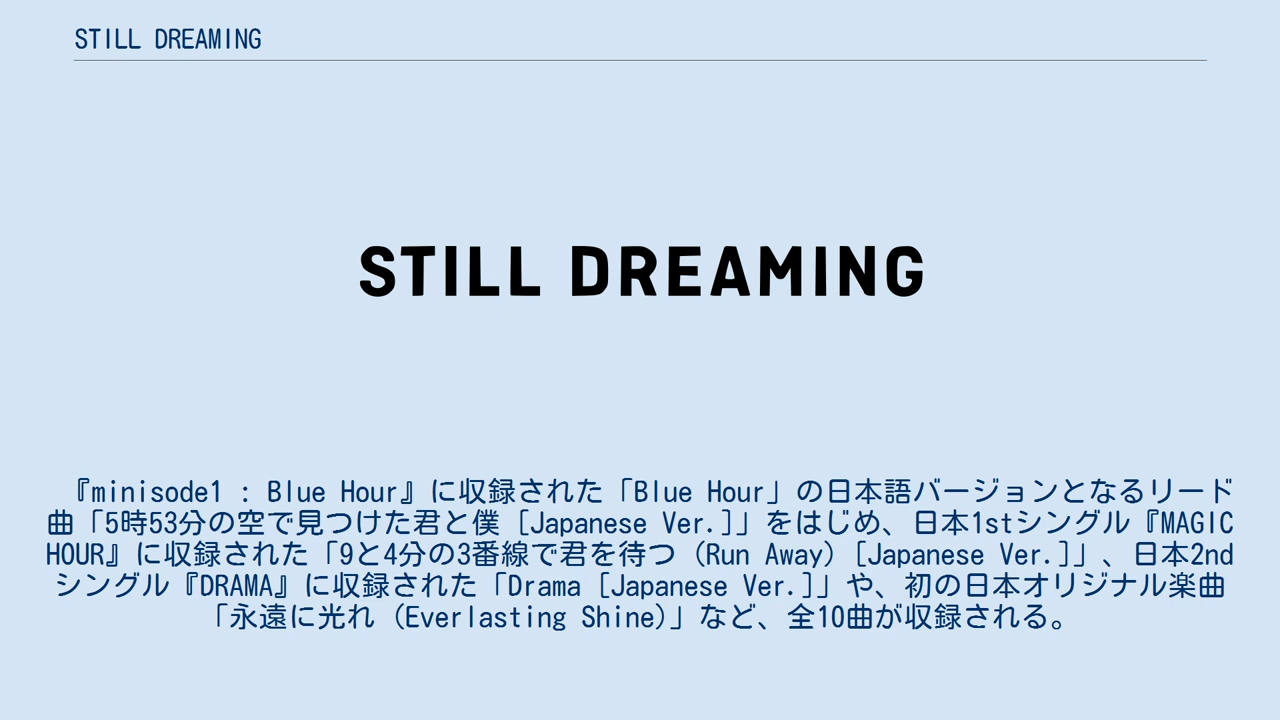 STILL DREAMING
STILL DREAMING
『minisode1 : Blue Hour』に収録された「Blue Hour」の日本語バージョンとなるリード
曲「5時53分の空で見つけた君と僕 [Japanese Ver.]」をはじめ、日本1stシングル『MAGIC
HOUR』に収録された「9と4分の3番線で君を待つ (Run Away) [Japanese Ver.]」、日本2nd
シングル『DRAMA』に収録された「Drama [Japanese Ver.]」や、初の日本オリジナル楽曲
「永遠に光れ (Everlasting Shine)」など、全10曲が収録される。